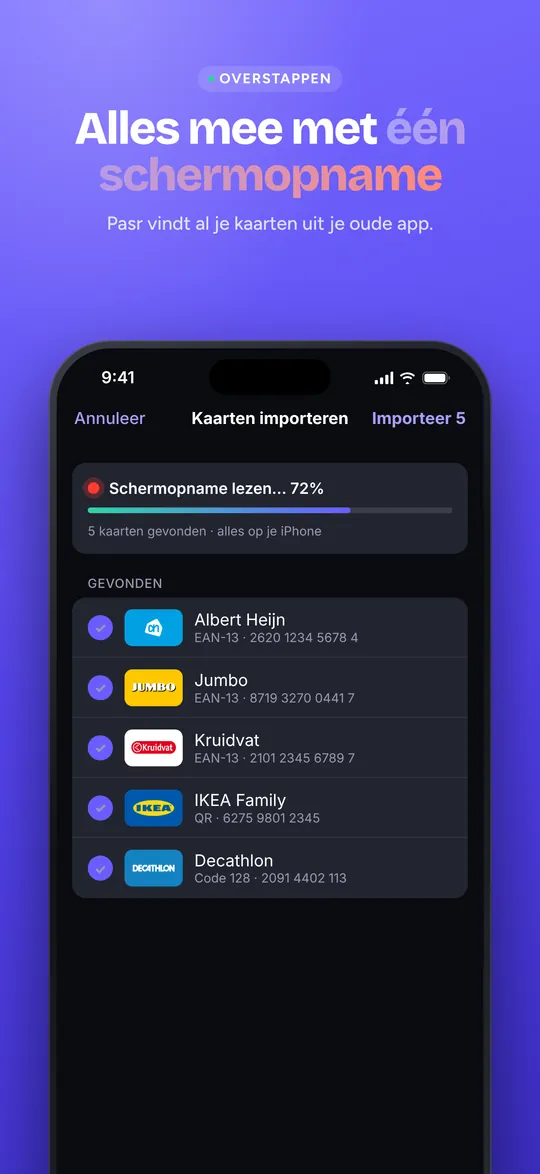 OVERSTAPPEN
Alles mee met één
schermopname
Pasr vindt al je kaarten uit je oude app.
9:41
Annuleer Kaarten importeren Importeer 5
Schermopname lezen... 72%
5 kaarten gevonden · alles op je iPhone
GEVONDEN
ah
Albert Heijn
EAN-13 · 2620 1234 5678 4
JUMBO
Jumbo
EAN-13 · 8719 3270 0441 7
Kruidvat
Kruidvat
EAN-13 · 2101 2345 6789 7
IKEA
IKEA Family
QR · 6275 9801 2345
DECATHLON
Decathlon
Code 128 · 2091 4402 113